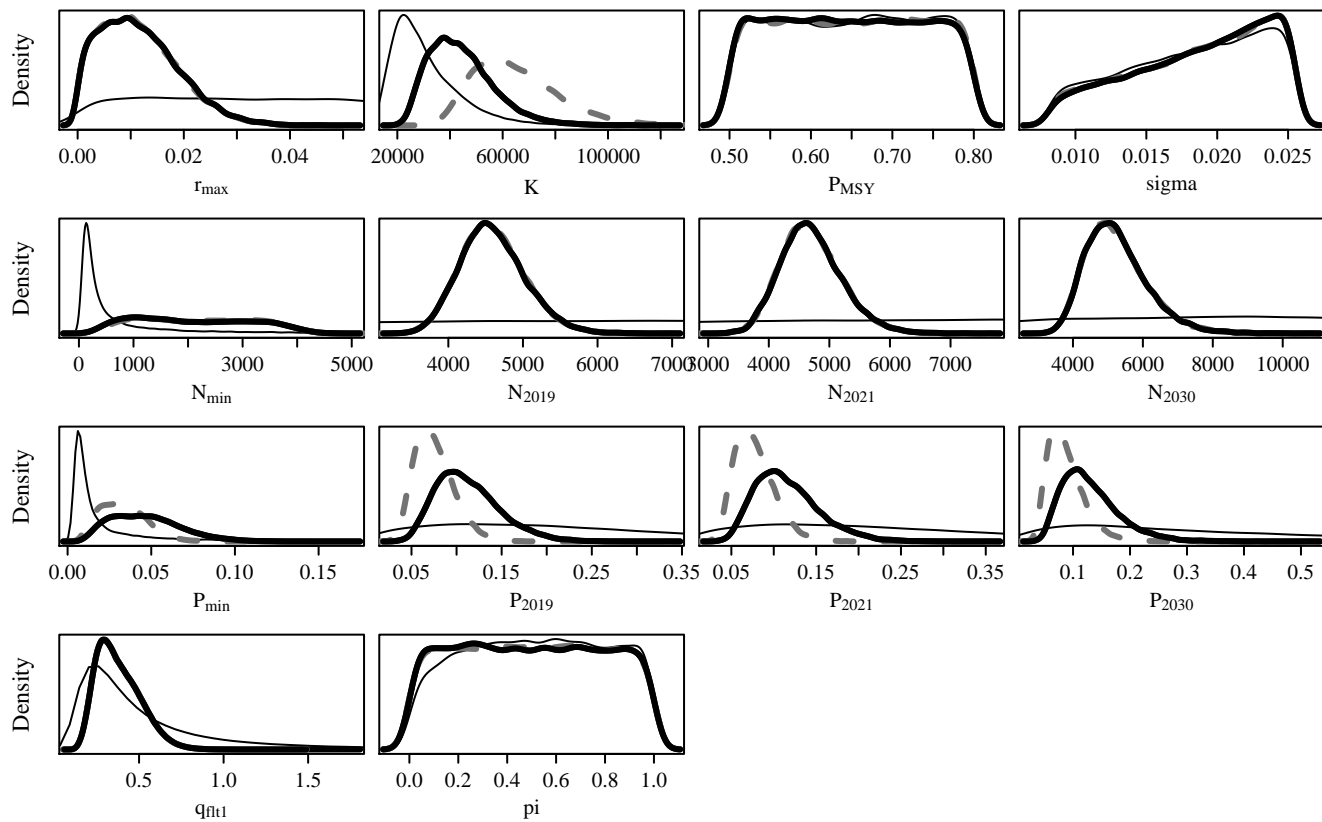 Density
0.00 0.02 0.04
r_max
20000 60000 100000
K
0.50 0.60 0.70 0.80
P_MSY
0.010 0.015 0.020 0.025
sigma
Density
0 1000 3000 5000
N_min
4000 5000 6000 7000
N_2019
3000 4000 5000 6000 7000
N_2021
4000 6000 8000 10000
N_2030
Density
0.00 0.05 0.10 0.15
P_min
0.05 0.15 0.25 0.35
P_2019
0.05 0.15 0.25 0.35
P_2021
0.1 0.2 0.3 0.4 0.5
P_2030
Density
0.5 1.0 1.5
q_flt1
0.0 0.2 0.4 0.6 0.8 1.0
pi